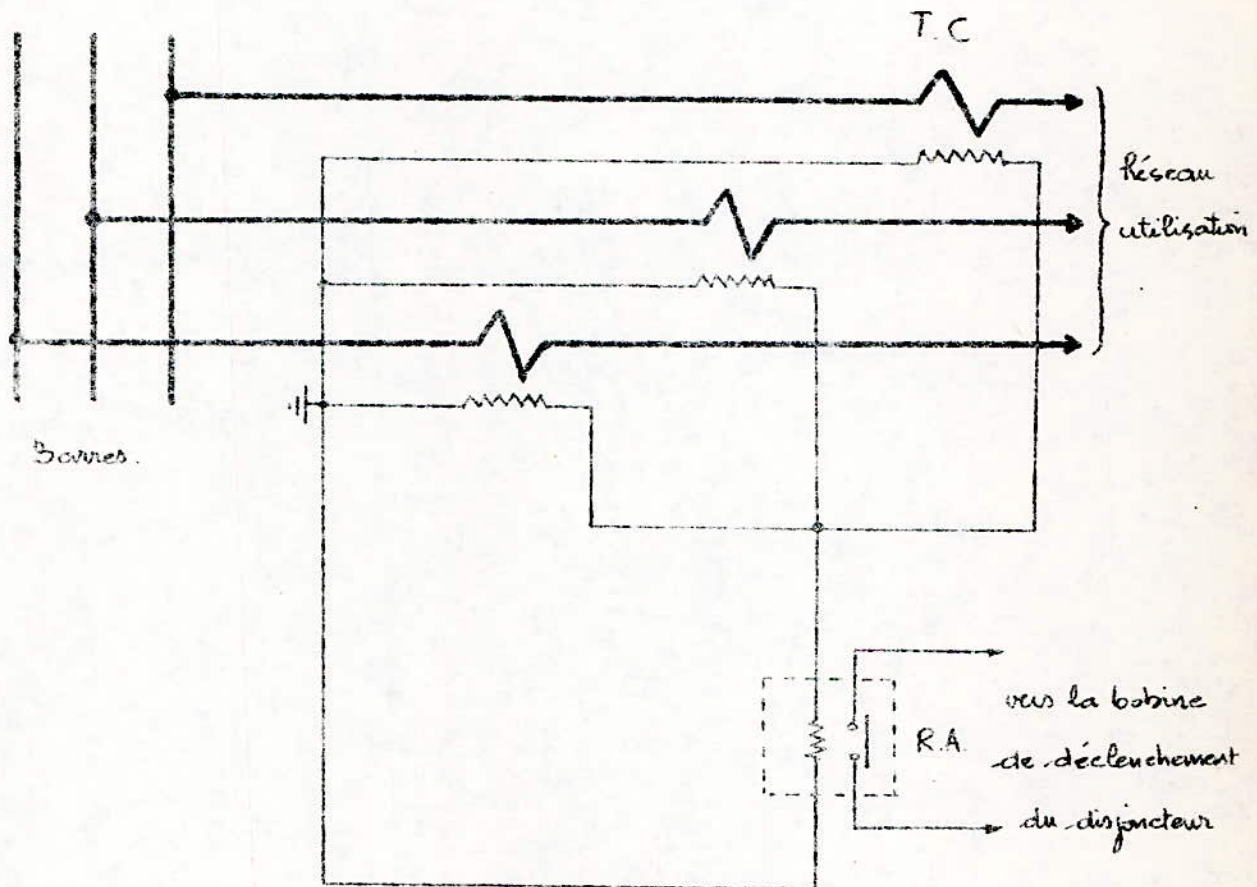 T.C
Réseau
utilisation
Barres.
R.A.
vers la bobine
de déclenchement
du disjoncteur